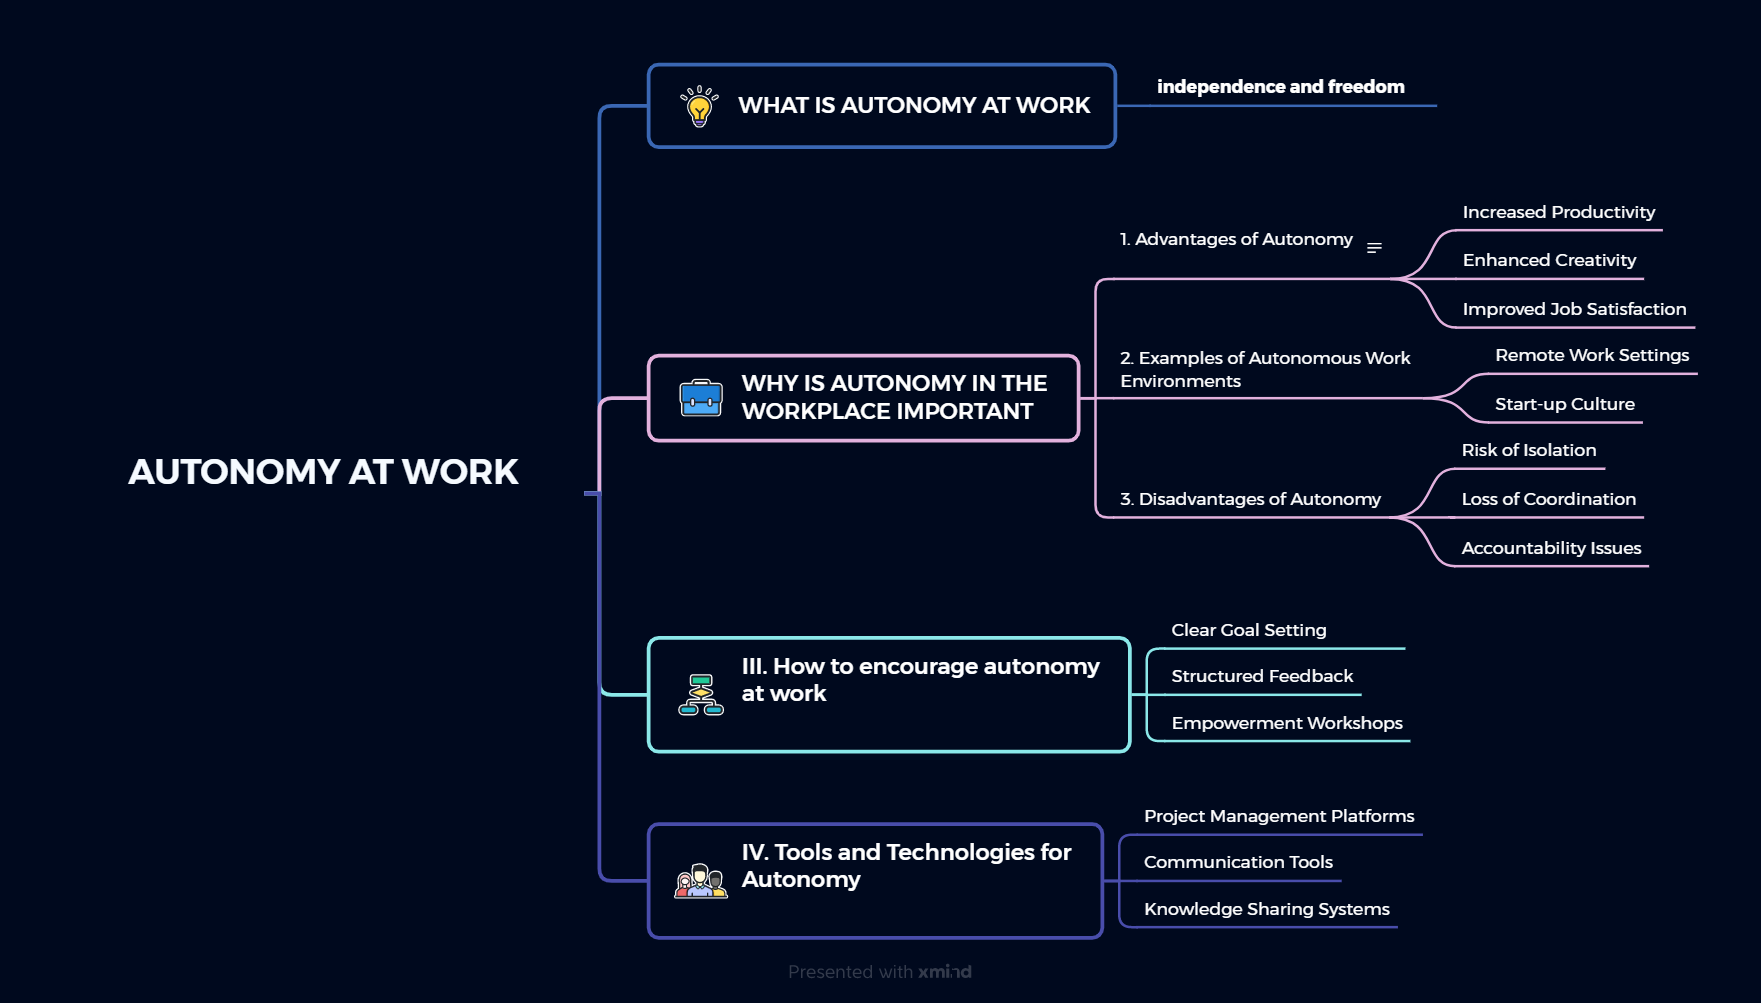 AUTONOMY AT WORK
WHAT IS AUTONOMY AT WORK
independence and freedom
WHY IS AUTONOMY IN THE
WORKPLACE IMPORTANT
1. Advantages of Autonomy
Increased Productivity
Enhanced Creativity
Improved Job Satisfaction
2. Examples of Autonomous Work
Environments
Remote Work Settings
Start-up Culture
3. Disadvantages of Autonomy
Risk of Isolation
Loss of Coordination
Accountability Issues
III. How to encourage autonomy
at work
Clear Goal Setting
Structured Feedback
Empowerment Workshops
IV. Tools and Technologies for
Autonomy
Project Management Platforms
Communication Tools
Knowledge Sharing Systems
Presented with xmind